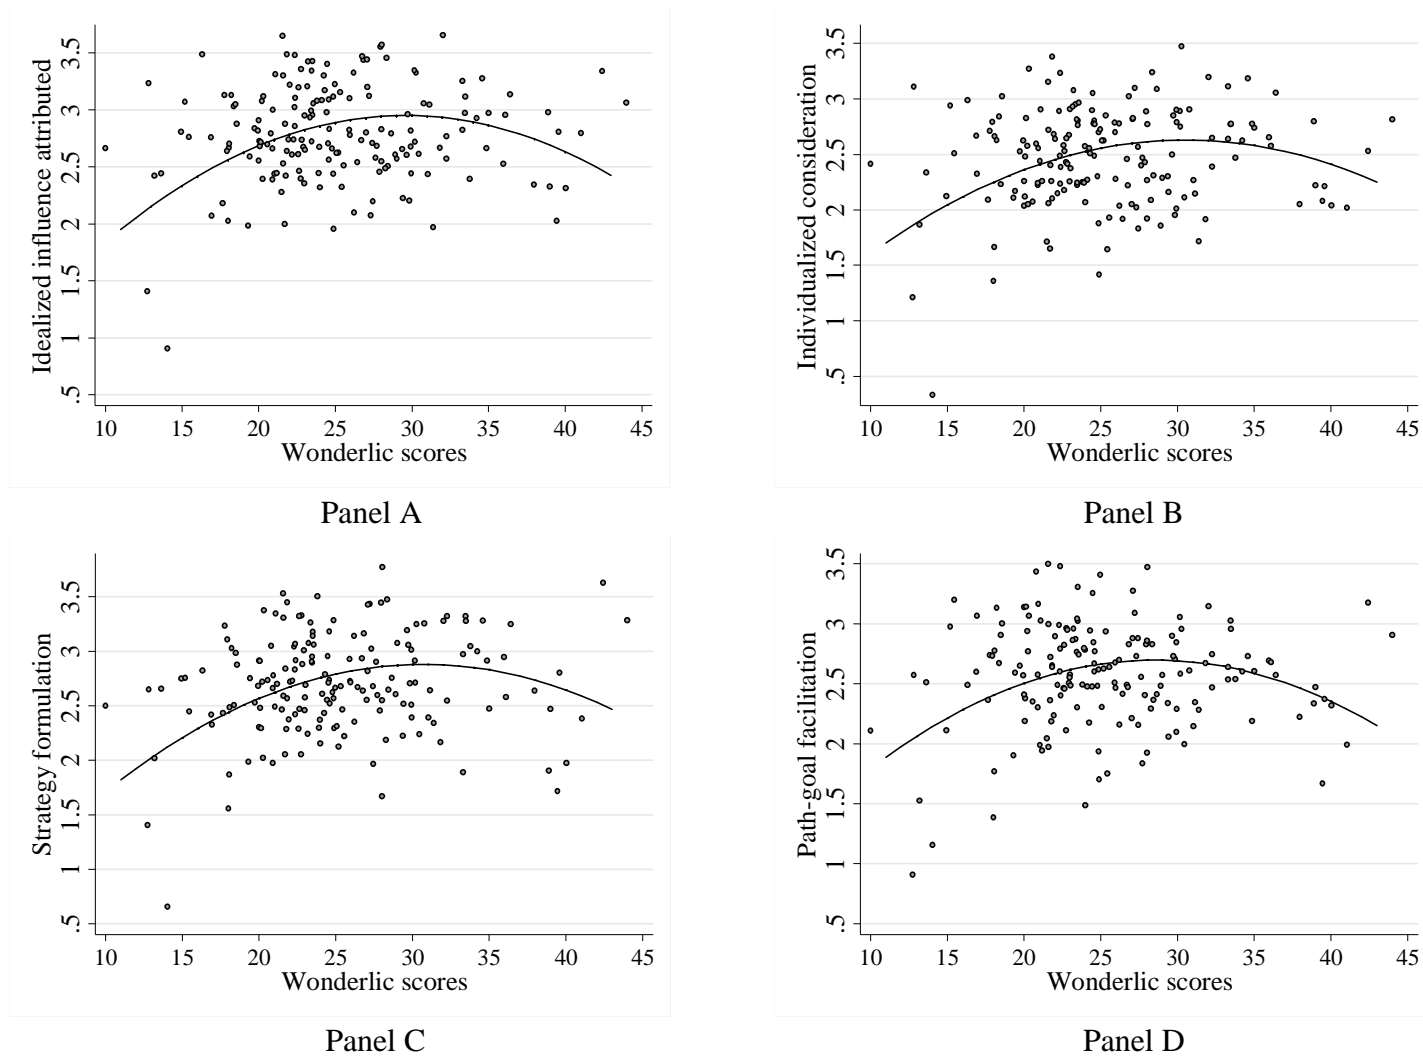 Idealized influence attributed
3.5
3
2.5
2
1.5
1
.5
10 15 20 25 30 35 40 45
Wonderlic scores
Panel A
Individualized consideration
3.5
3
2.5
2
1.5
1
.5
10 15 20 25 30 35 40 45
Wonderlic scores
Panel B
Strategy formulation
3.5
3
2.5
2
1.5
1
.5
10 15 20 25 30 35 40 45
Wonderlic scores
Panel C
Path-goal facilitation
3.5
3
2.5
2
1.5
1
.5
10 15 20 25 30 35 40 45
Wonderlic scores
Panel D